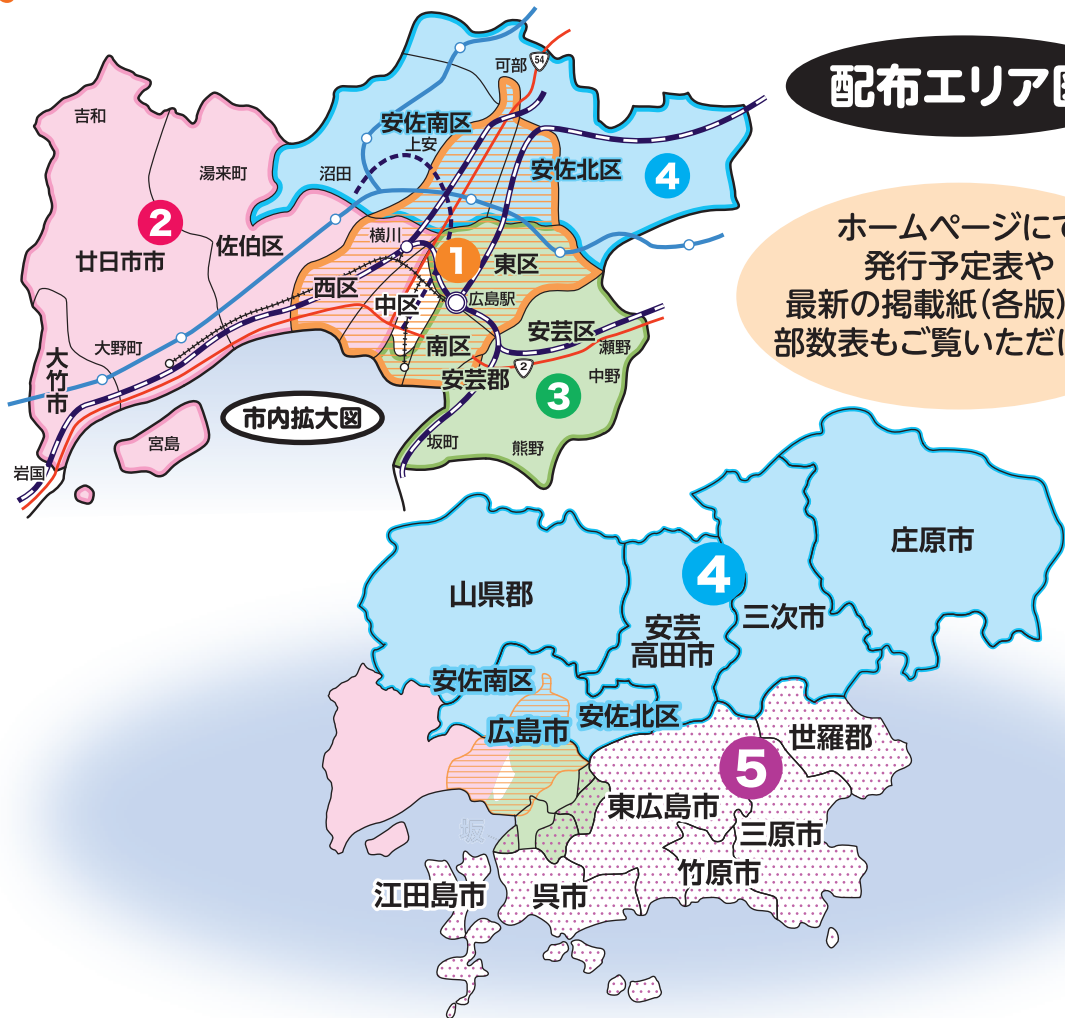 配布エリア図
ホームページにて
発行予定表や
最新の掲載紙(各版)
部数表もご覧いただけ
吉和
湯来町
2
廿日市市
佐伯区
大竹市
大野町
宮島
岩国
市内拡大図
可部
54
安佐南区
上安
沼田
安佐北区
4
横川
1
東区
西区
中区
広島駅
南区
安芸区
瀬野
安芸郡
2
中野
3
坂町
熊野
山県郡
4
安芸
高田市
三次市
庄原市
安佐南区
安佐北区
広島市
世羅郡
5
東広島市
三原市
竹原市
坂
江田島市
呉市